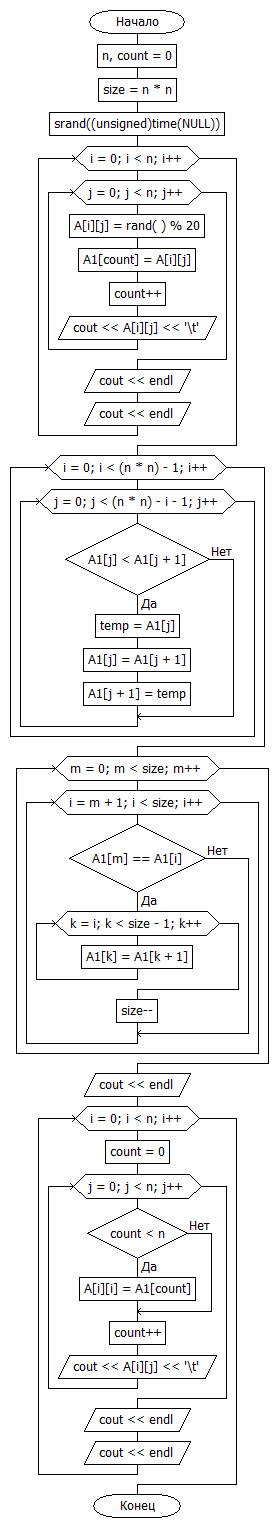 Начало
n, count = 0
size = n * n
srand((unsigned)time(NULL))
i = 0; i < n; i++
j = 0; j < n; j++
A[i][j] = rand( ) % 20
A1[count] = A[i][j]
count++
cout << A[i][j] << '\t'
cout << endl
cout << endl
i = 0; i < (n * n) - 1; i++
j = 0; j < (n * n) - i - 1; j++
A1[j] < A1[j + 1]
Нет
Да
temp = A1[j]
A1[j] = A1[j + 1]
A1[j + 1] = temp
m = 0; m < size; m++
i = m + 1; i < size; i++
Нет
A1[m] == A1[i]
Да
k = i; k < size - 1; k++
A1[k] = A1[k + 1]
size--
cout << endl
i = 0; i < n; i++
count = 0
j = 0; j < n; j++
Нет
count < n
Да
A[i][i] = A1[count]
count++
cout << A[i][j] << '\t'
cout << endl
cout << endl
Конец